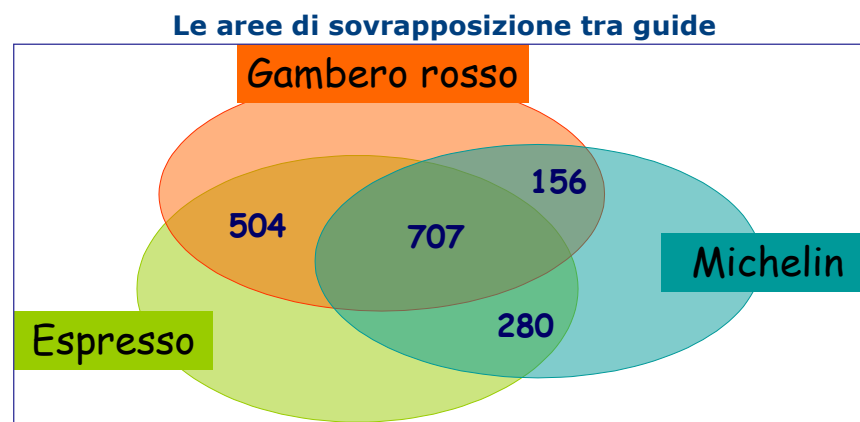 Le aree di sovrapposizione tra guide
Gambero rosso
156
504
707
Michelin
280
Espresso